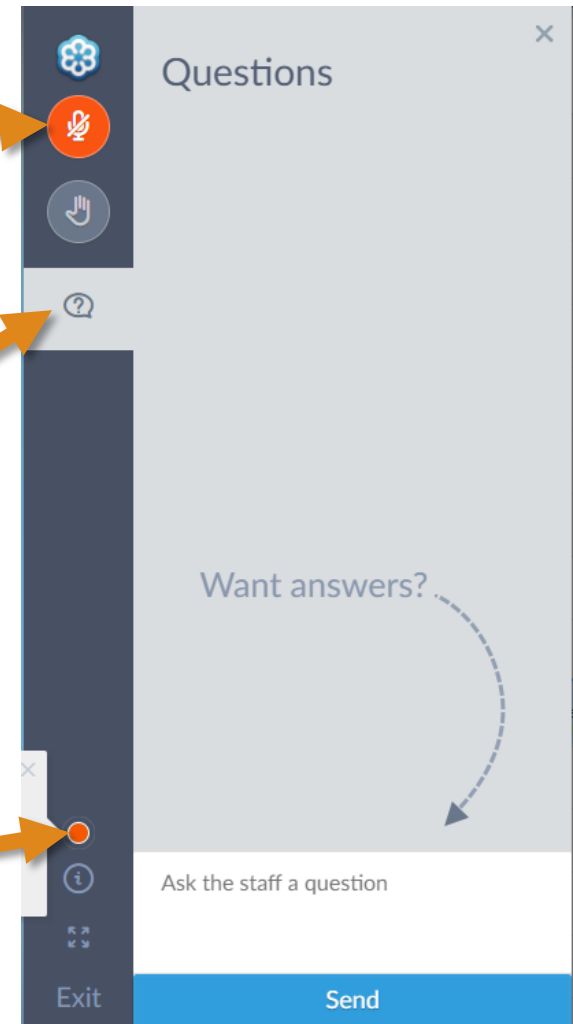 Questions
Want answers?
Ask the staff a question
Exit
Send